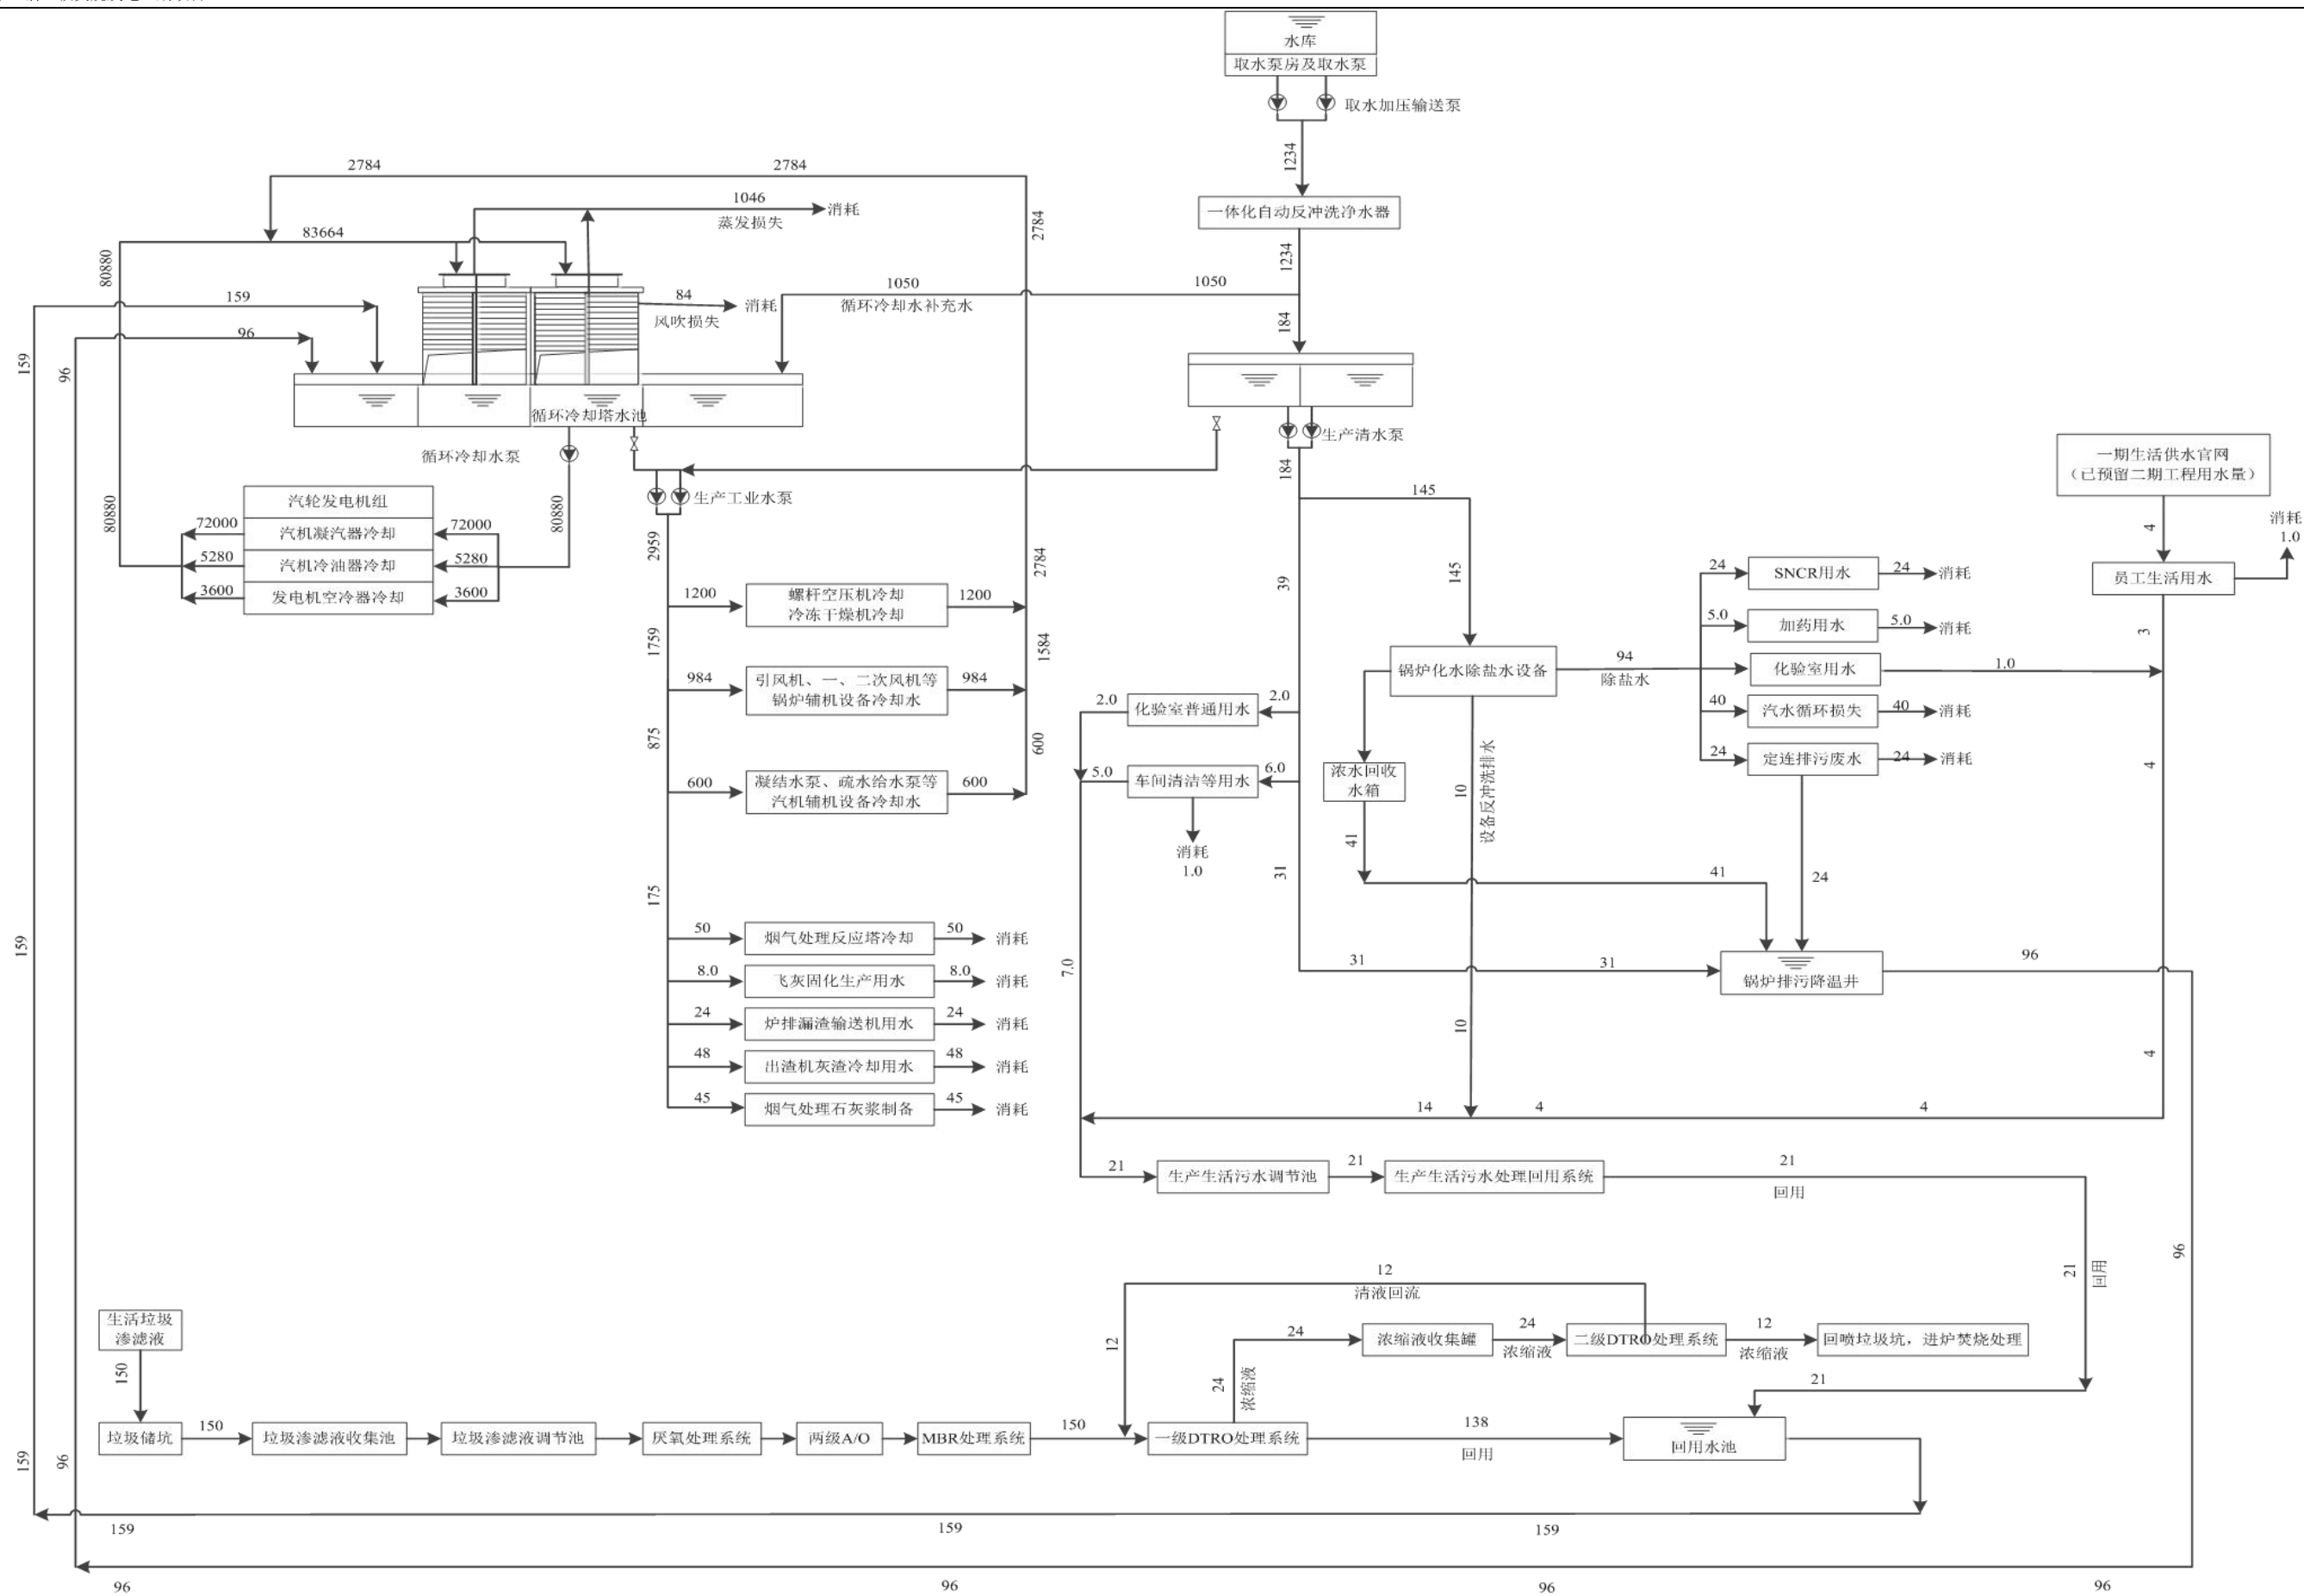 水库
取水泵房及取水泵
取水加压输送泵
1234
一体化自动反冲洗净水器
1234
2784
2784
2784
1046
消耗
蒸发损失
83664
80880
159
96
159
96
84
消耗
风吹损失
1050
循环冷却水补充水
1050
184
循环冷却塔水池
循环冷却水泵
生产清水泵
184
生产工业水泵
80880
80880
汽轮发电机组
72000
汽机凝汽器冷却
72000
5280
汽机冷油器冷却
5280
3600
发电机空冷器冷却
3600
2959
1200
螺杆空压机冷却
冷冻干燥机冷却
1200
2784
1759
984
引风机、一、二次风机等
锅炉辅机设备冷却水
984
1584
875
600
凝结水泵、疏水给水泵等
汽机辅机设备冷却水
600
600
175
50
烟气处理反应塔冷却
50
消耗
8.0
飞灰固化生产用水
8.0
消耗
24
炉排漏渣输送机用水
24
消耗
48
出渣机灰渣冷却用水
48
消耗
45
烟气处理石灰浆制备
45
消耗
145
145
39
一期生活供水官网
（已预留二期工程用水量）
4
消耗
1.0
员工生活用水
3
4
4
锅炉化水除盐水设备
94
除盐水
24
SNCR用水
24
消耗
5.0
加药用水
5.0
消耗
化验室用水
1.0
40
汽水循环损失
40
消耗
24
定连排污废水
24
消耗
24
2.0
化验室普通用水
2.0
5.0
车间清洁等用水
6.0
消耗
1.0
31
浓水回收
水箱
41
41
10
设备反冲洗排水
10
31
31
锅炉排污降温井
96
7.0
14
4
4
21
生产生活污水调节池
21
生产生活污水处理回用系统
21
回用
21
回用
96
159
12
清液回流
12
生活垃圾
渗滤液
150
24
浓缩液
24
浓缩液收集罐
24
浓缩液
二级DTRO处理系统
12
浓缩液
回喷垃圾坑，进炉焚烧处理
21
垃圾储坑
150
垃圾渗滤液收集池
垃圾渗滤液调节池
厌氧处理系统
两级A/O
MBR处理系统
150
一级DTRO处理系统
138
回用
回用水池
159
96
159
159
159
96
96
96
96